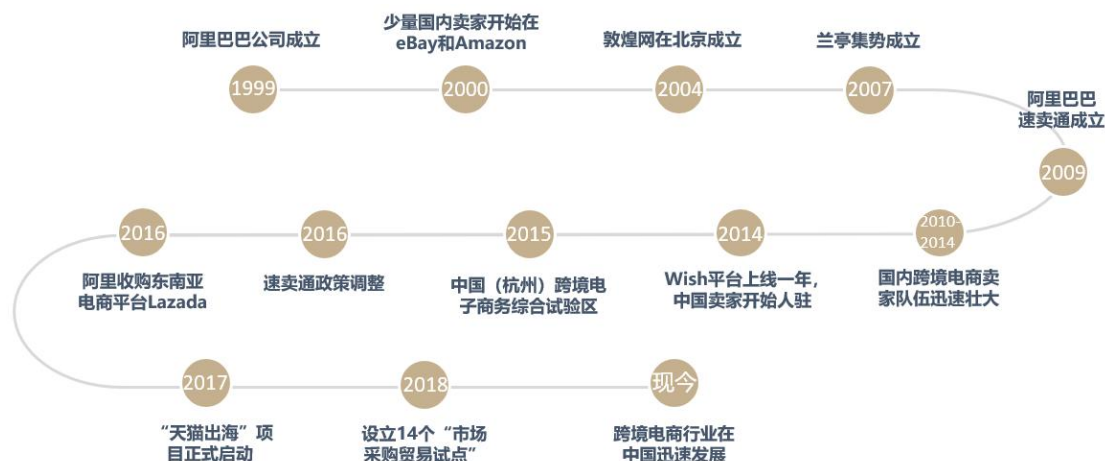 阿里巴巴公司成立
1999
少量国内卖家开始在
eBay和Amazon
2000
敦煌网在北京成立
2004
兰亭集势成立
2007
阿里巴巴
速卖通成立
2009
2010-
2014
国内跨境电商卖
家队伍迅速壮大
2014
Wish平台上线一年，
中国卖家开始人驻
2015
中国（杭州）跨境电
子商务综合试验区
2016
速卖通政策调整
2016
阿里收购东南亚
电商平台Lazada
2017
“天猫出海”项
目正式启动
2018
设立14个“市场
采购贸易试点”
现今
跨境电商行业在
中国迅速发展